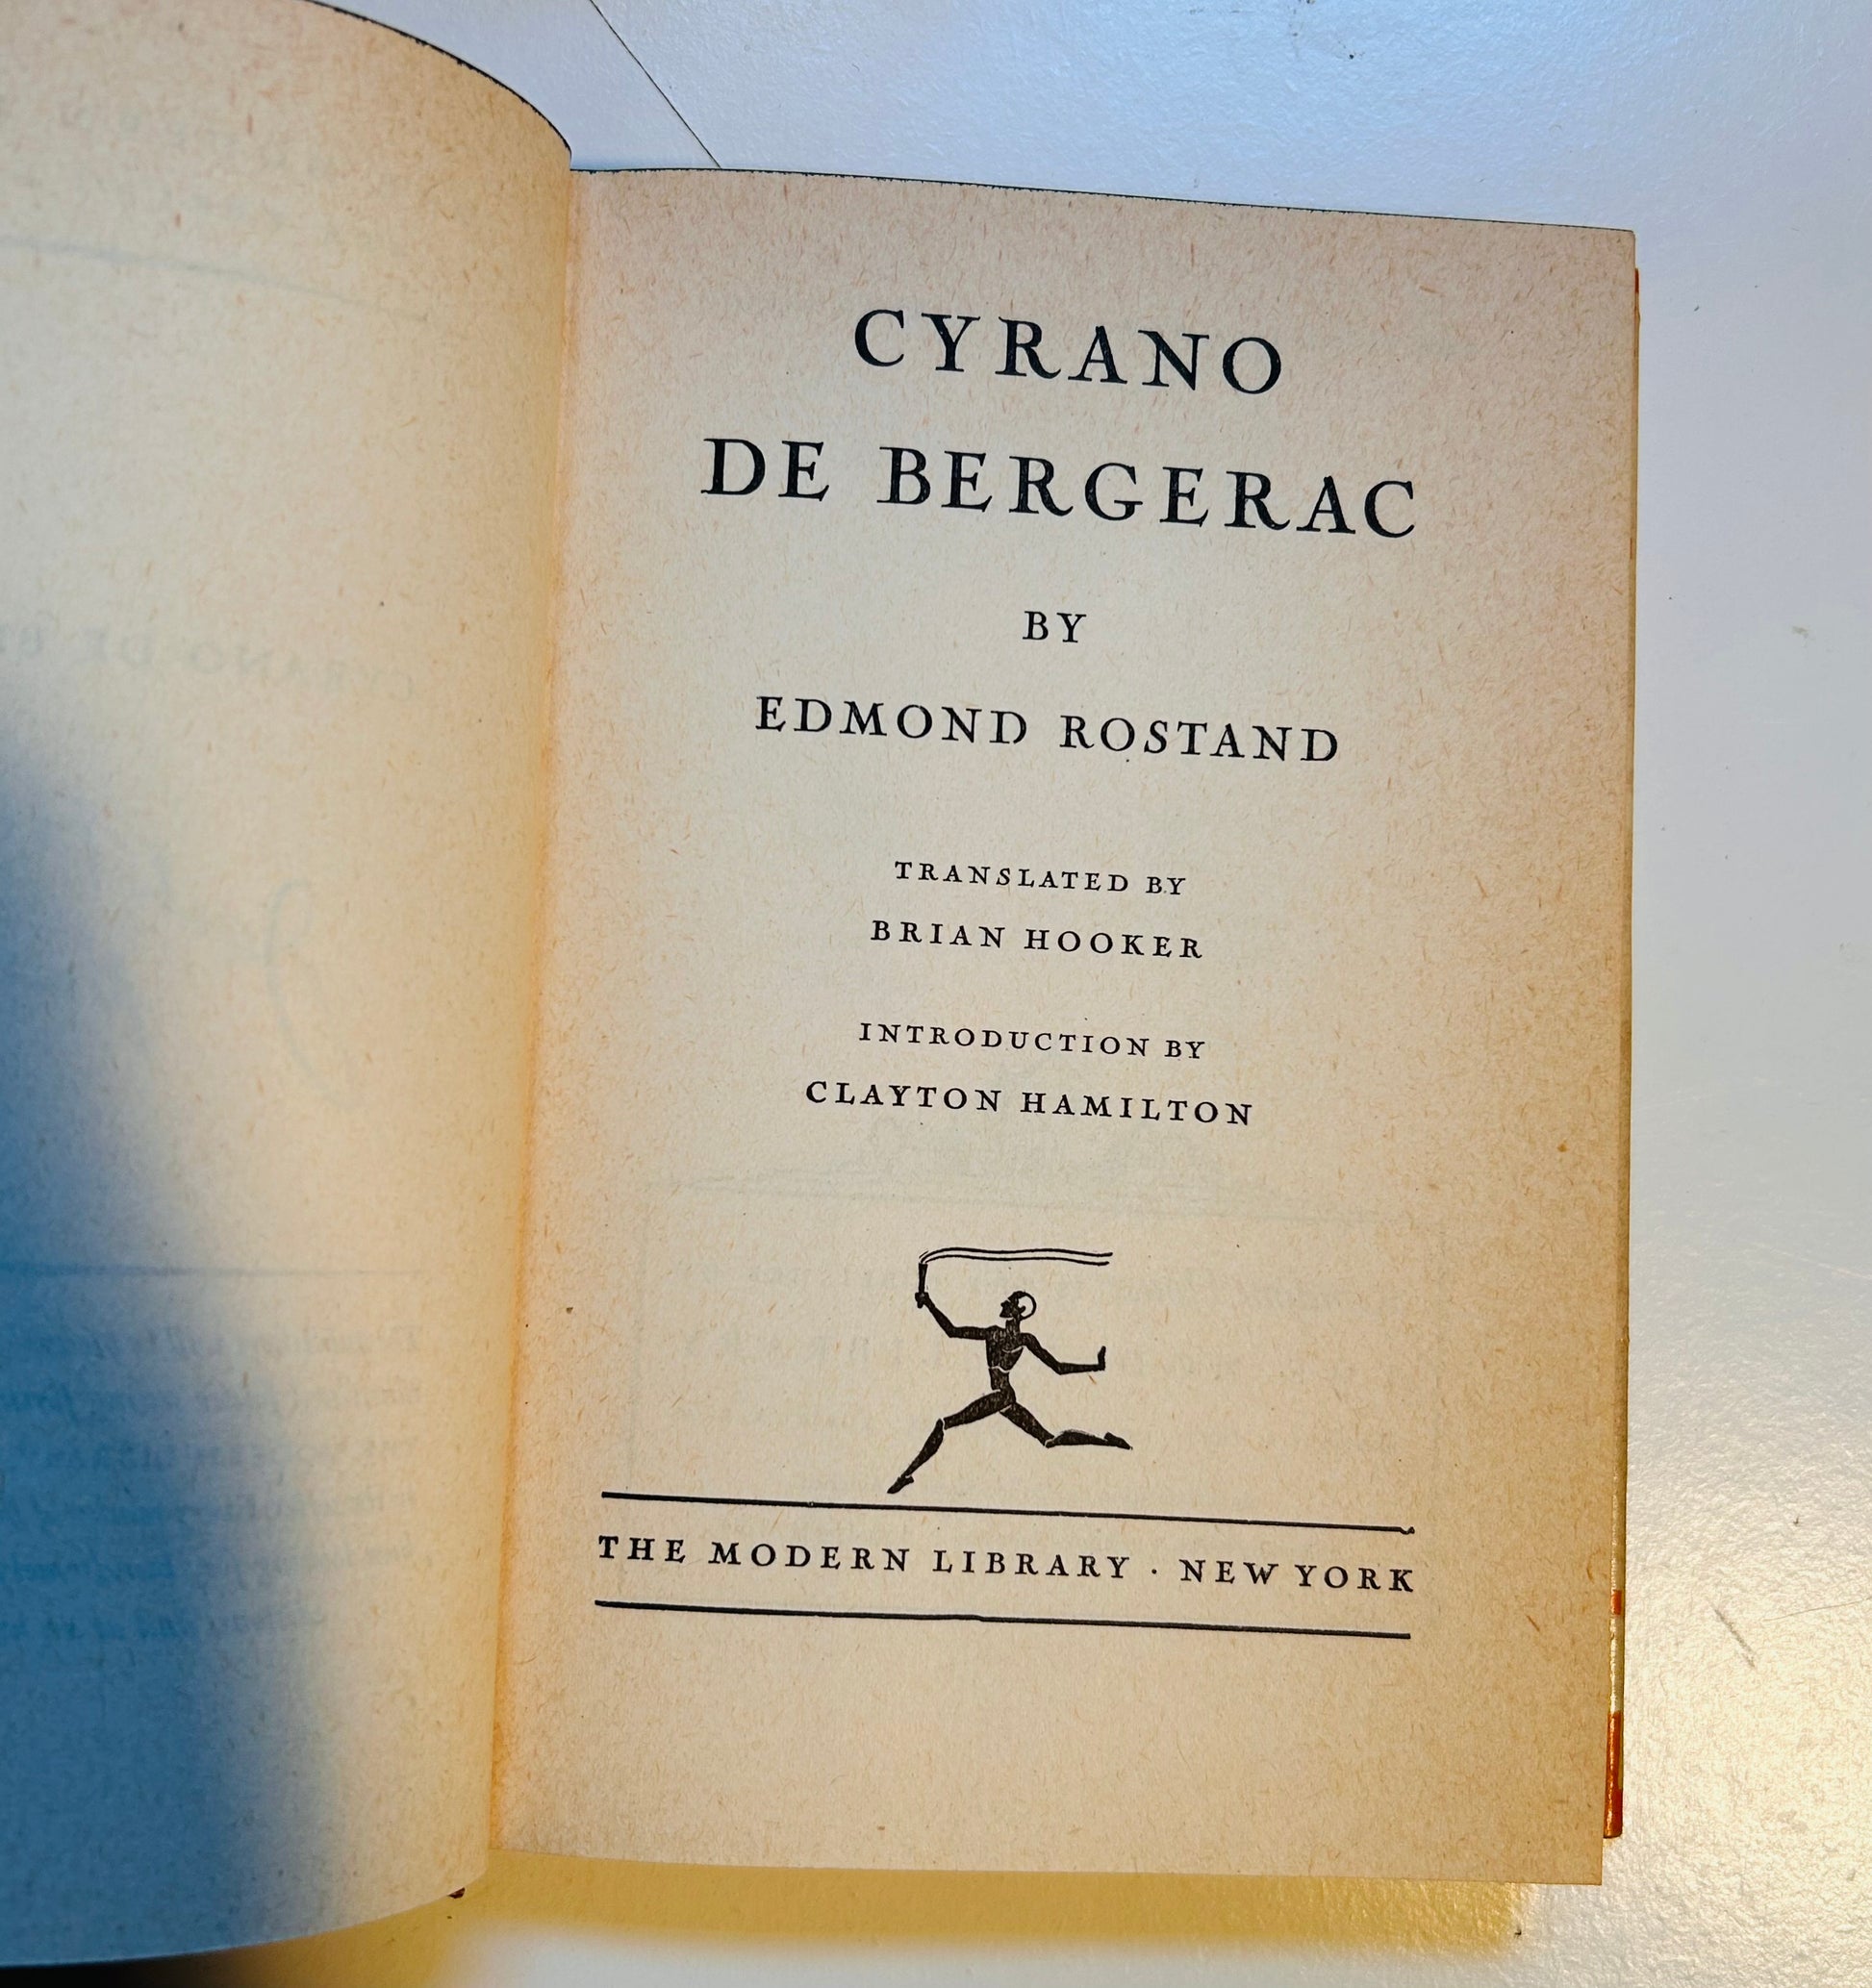 CYRANO
DE BERGERAC
BY
EDMOND ROSTAND
TRANSLATED BY
BRIAN HOOKER
INTRODUCTION BY
CLAYTON HAMILTON
THE MODERN LIBRARY · NEW YORK